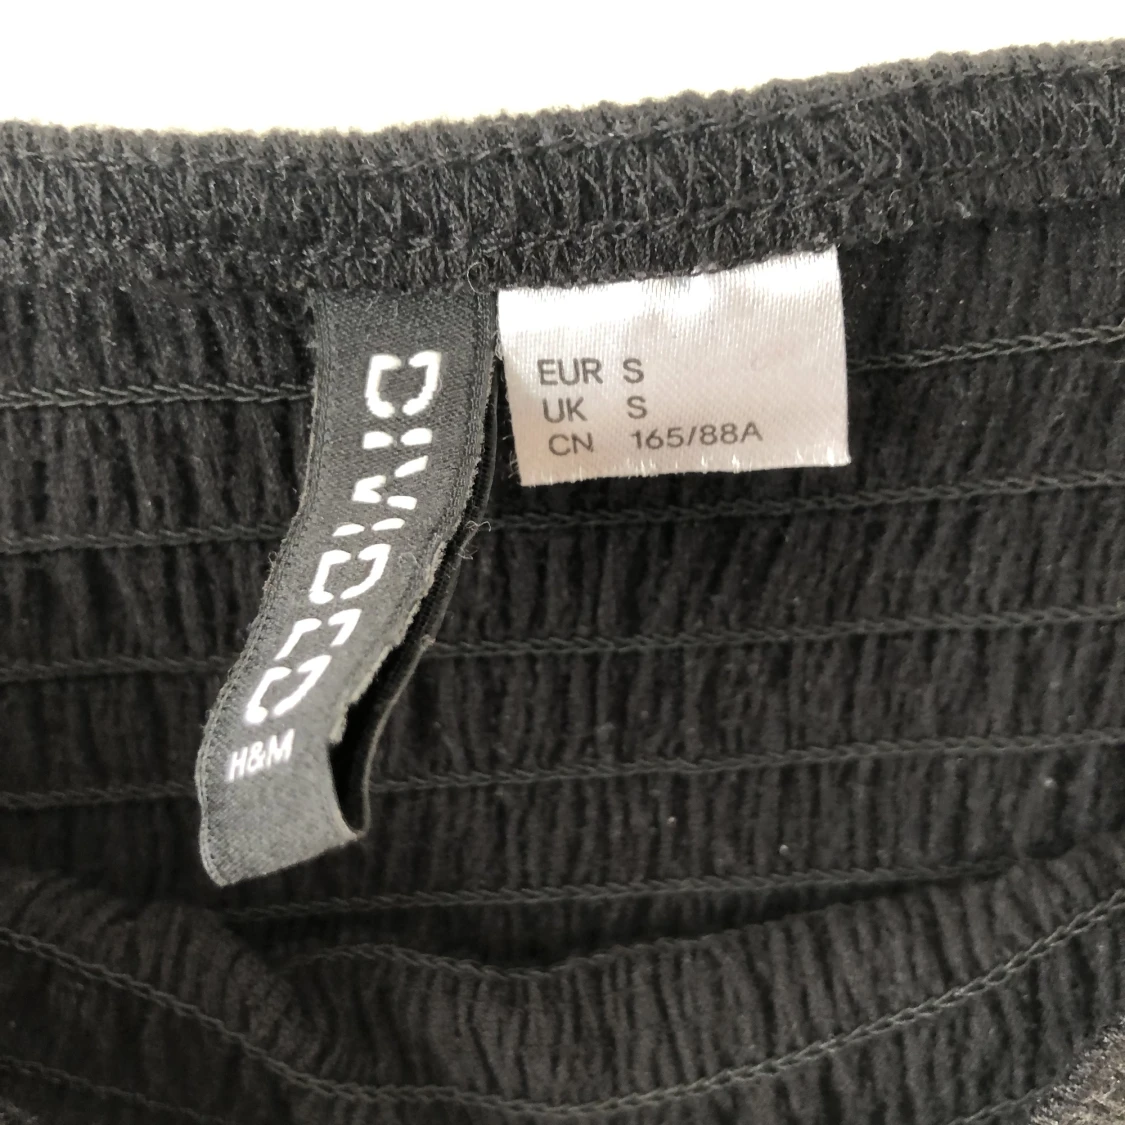 DIVIDED
H&M
EUR S
UK S
CN 165/88A